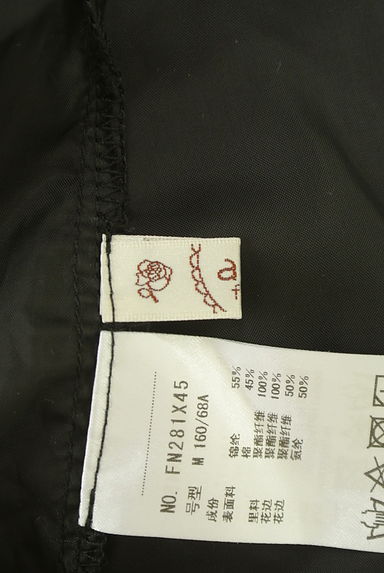 a
+
NO. FN281X45
号型 M 160/68A
成份
表面料 锦纶 55%
棉 45%
里料 聚酯纤维 100%
花边 聚酯纤维 100%
花边 聚酯纤维 50%
氨纶 50%